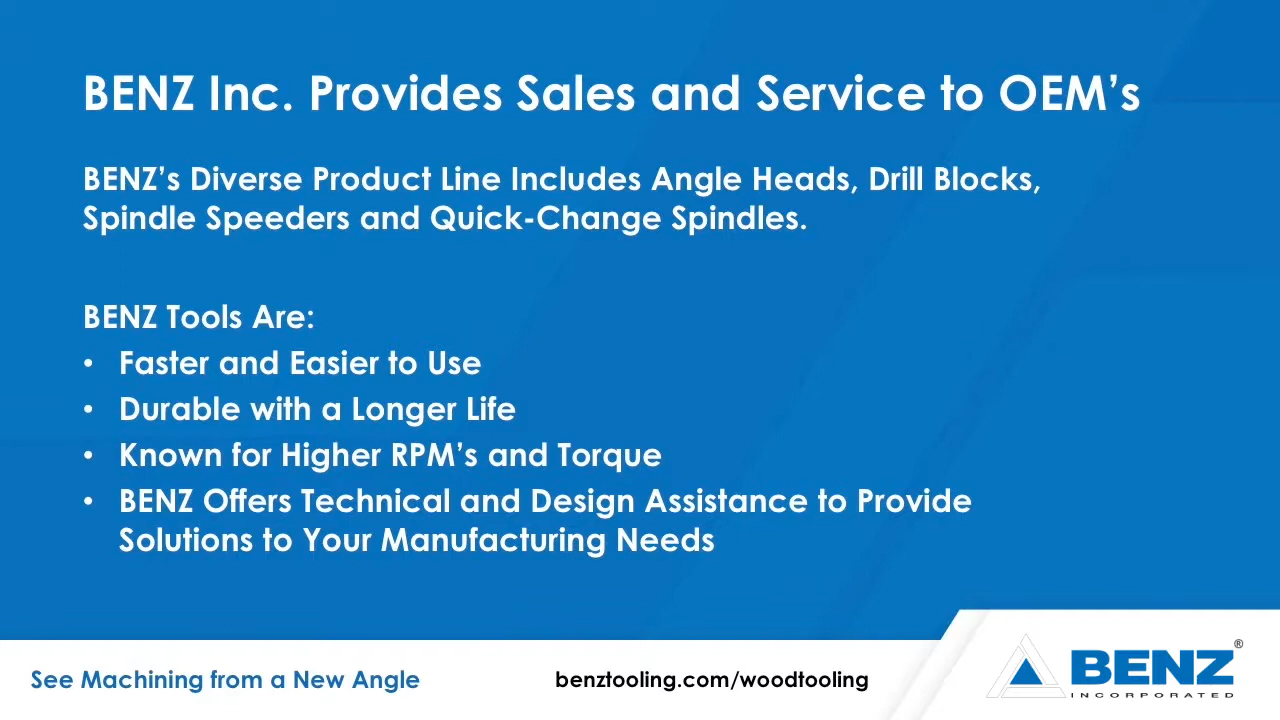 BENZ Inc. Provides Sales and Service to OEM’s
BENZ’s Diverse Product Line Includes Angle Heads, Drill Blocks,
Spindle Speeders and Quick-Change Spindles.
BENZ Tools Are:
• Faster and Easier to Use
• Durable with a Longer Life
• Known for Higher RPM’s and Torque
• BENZ Offers Technical and Design Assistance to Provide
Solutions to Your Manufacturing Needs
See Machining from a New Angle
benztooling.com/woodtooling
BENZ®
INCORPORATED